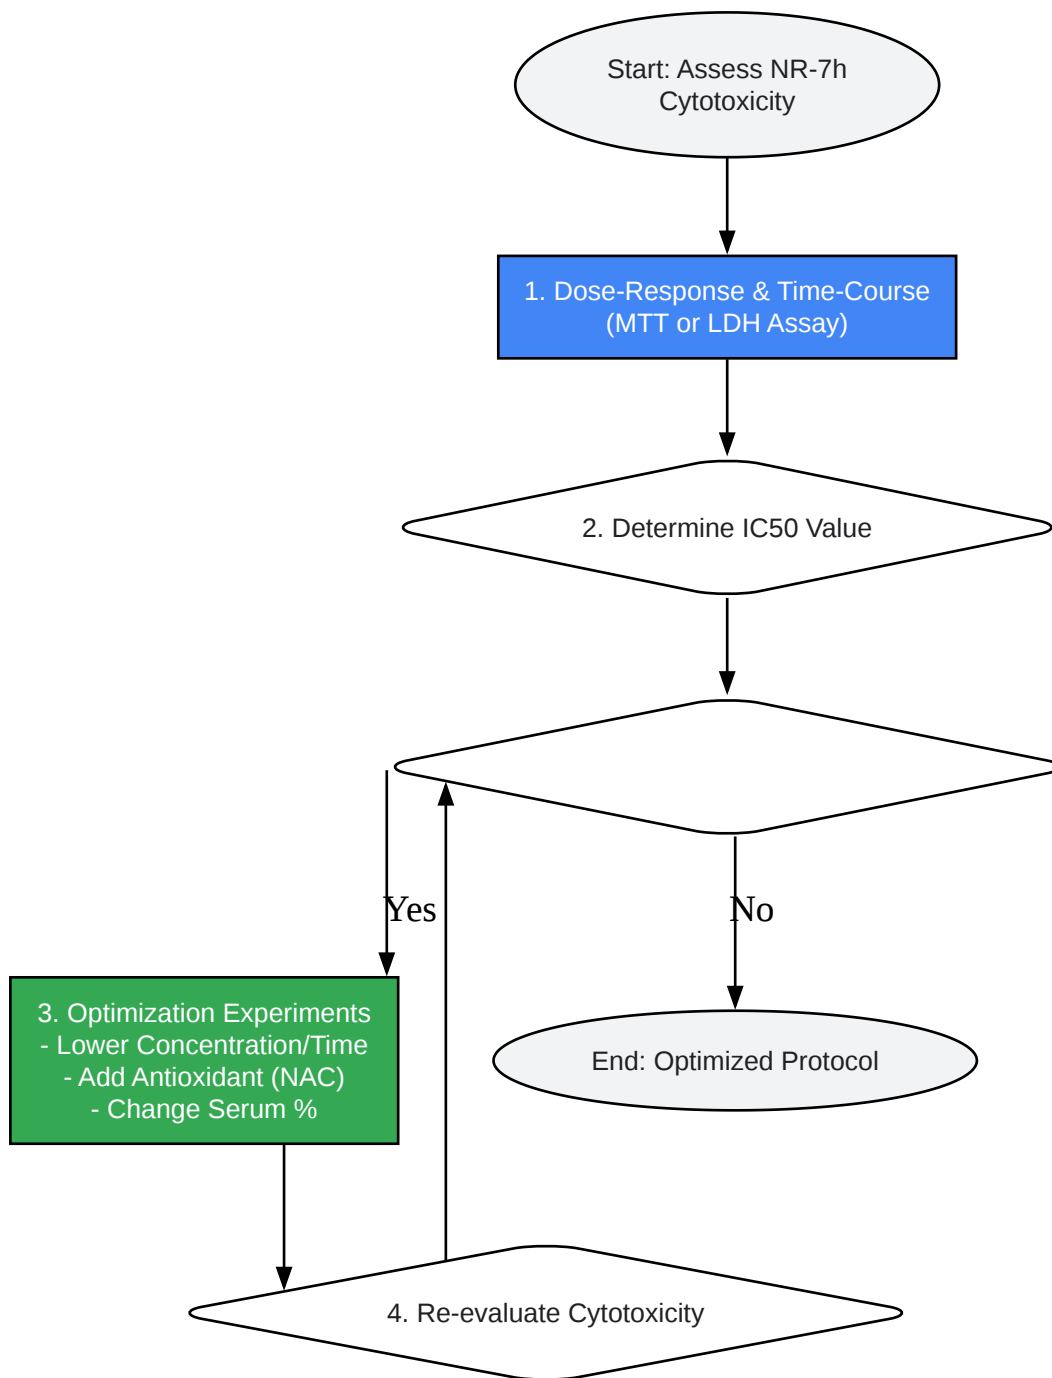 Start: Assess NR-7h
Cytotoxicity
1. Dose-Response & Time-Course
(MTT or LDH Assay)
2. Determine IC50 Value
Yes
No
3. Optimization Experiments
- Lower Concentration/Time
- Add Antioxidant (NAC)
- Change Serum %
End: Optimized Protocol
4. Re-evaluate Cytotoxicity